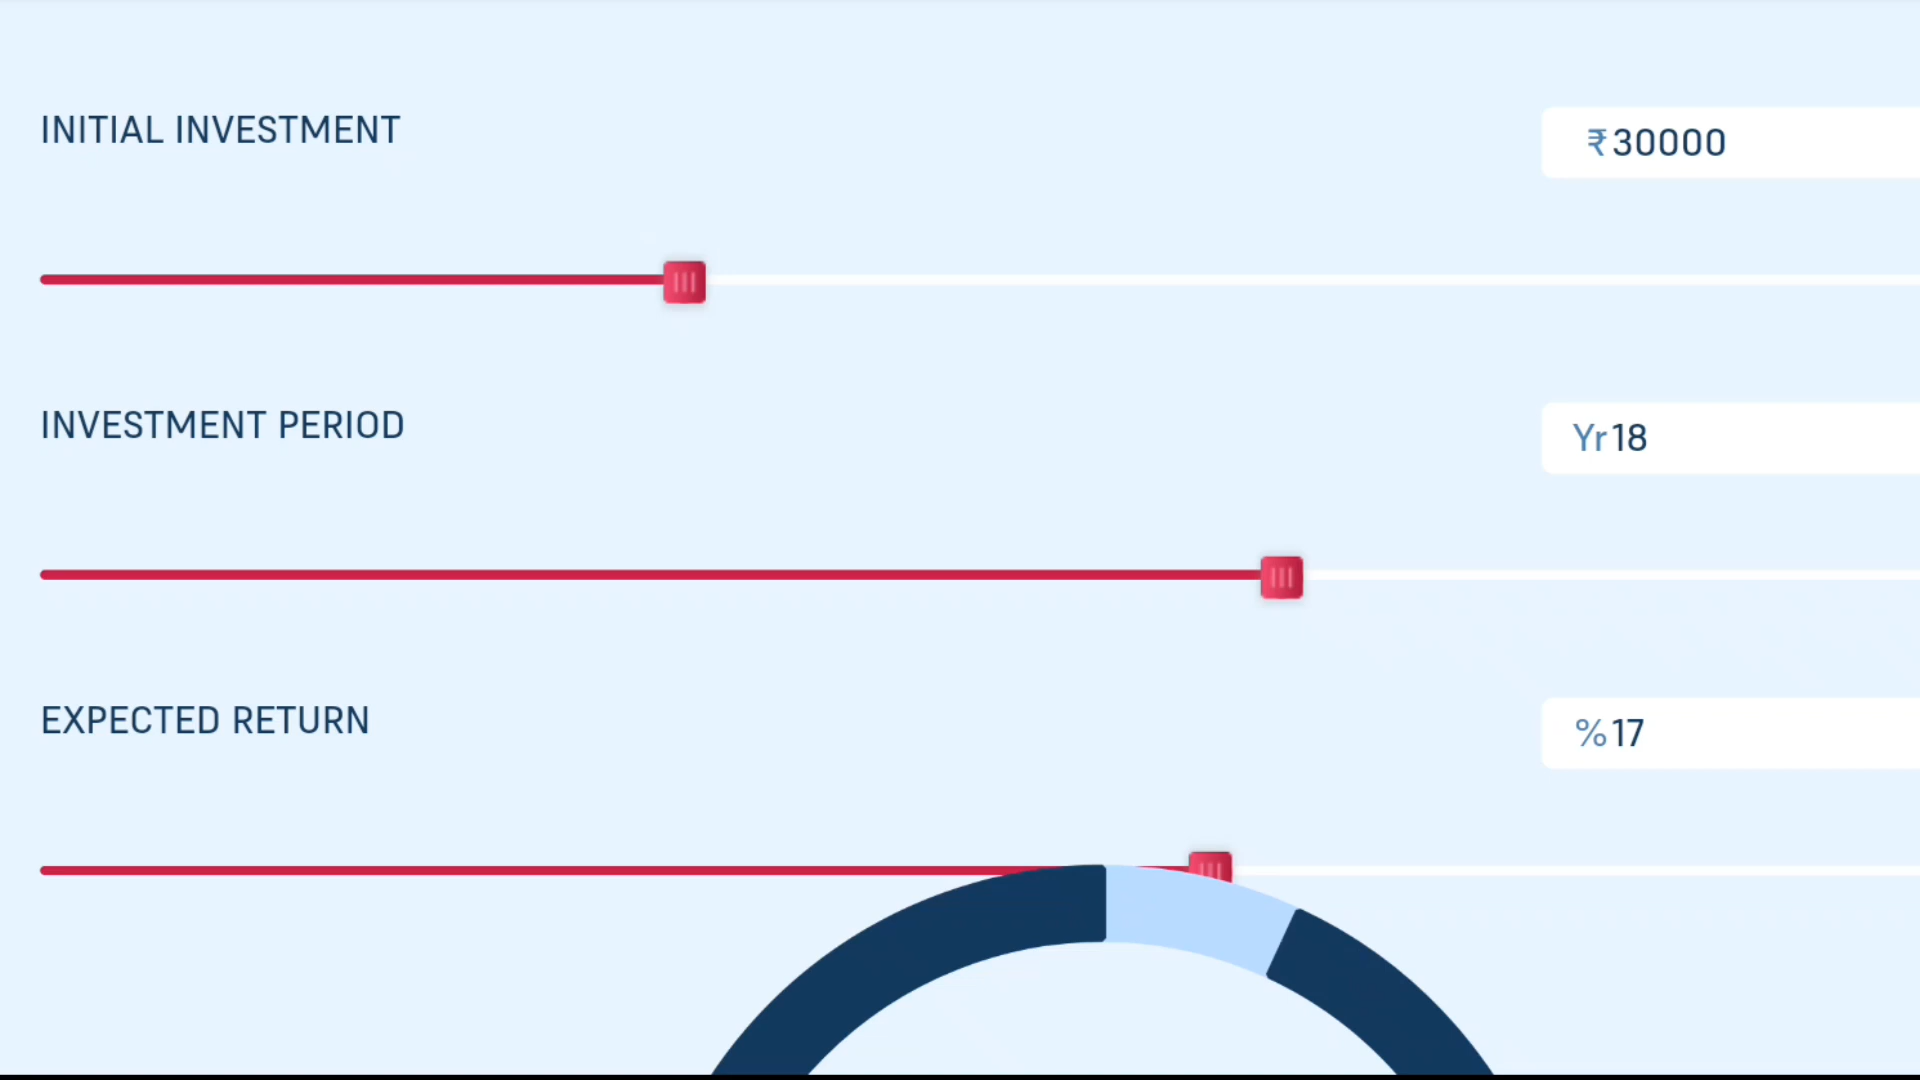 INITIAL INVESTMENT
₹30000
INVESTMENT PERIOD
Yr18
EXPECTED RETURN
%17